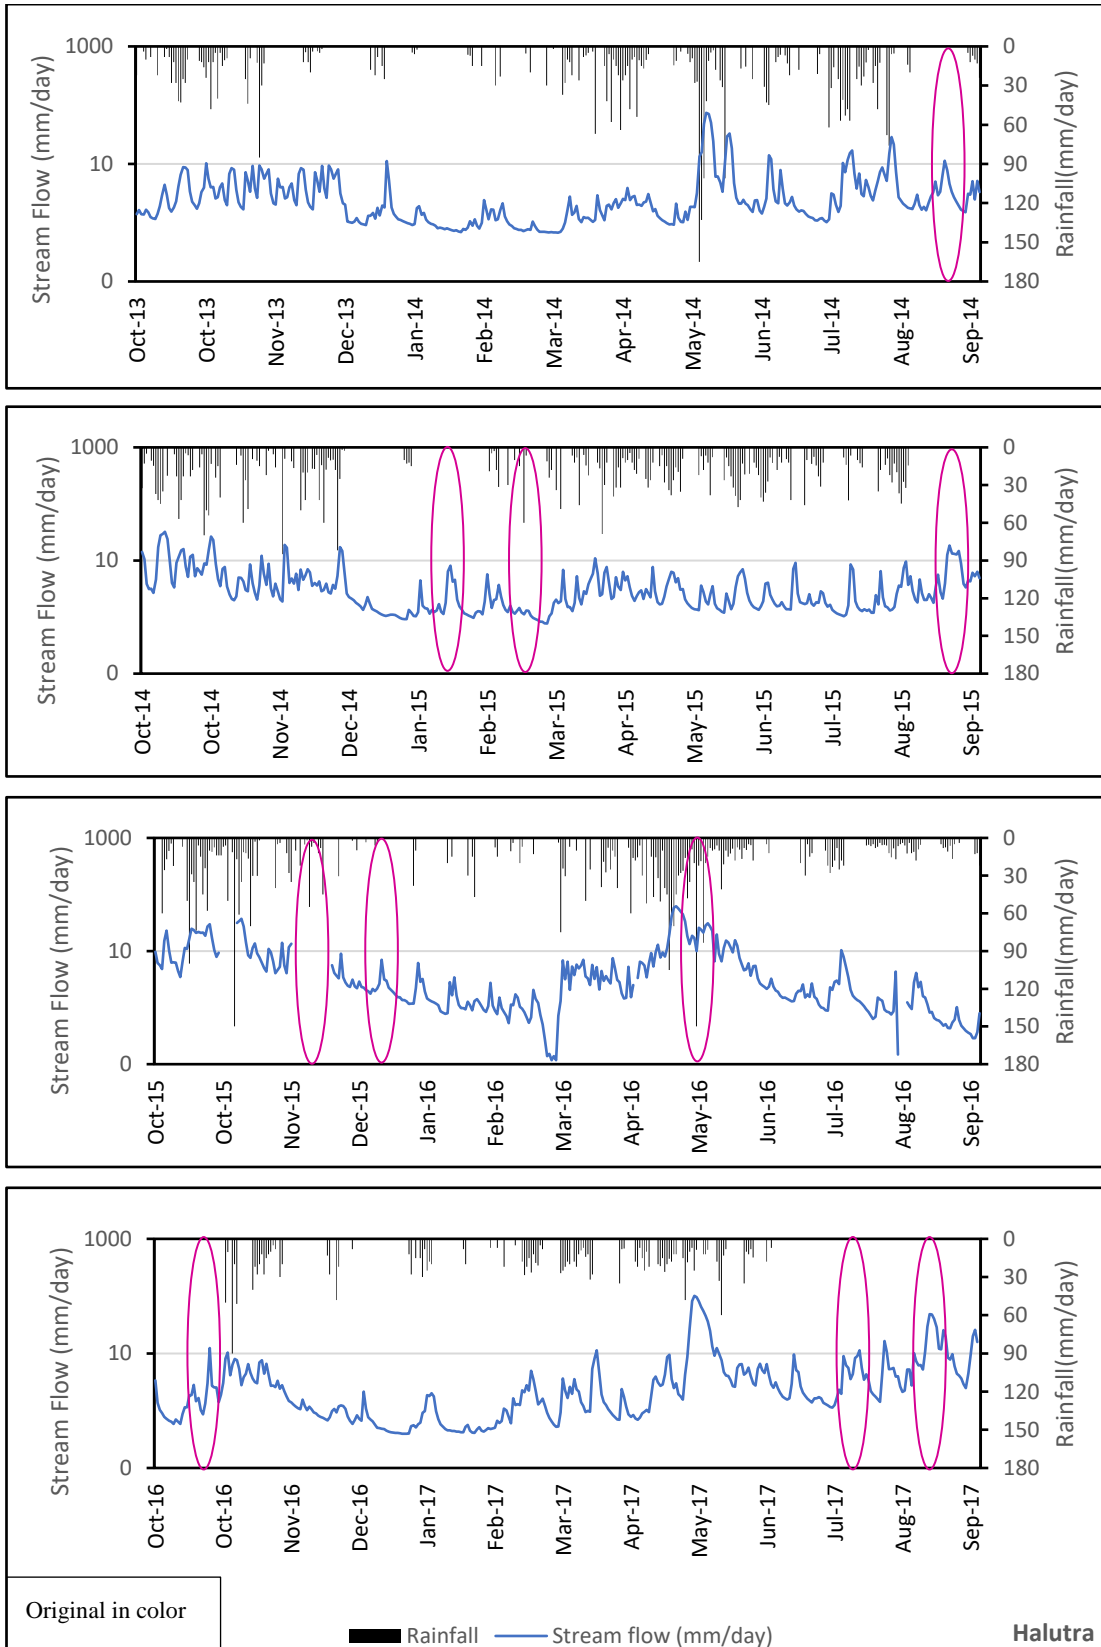 Stream Flow (mm/day)
1000
10
0
0
30
60
90
120
150
180
Rainfall(mm/day)
Oct-13
Oct-13
Nov-13
Dec-13
Jan-14
Feb-14
Mar-14
Apr-14
May-14
Jun-14
Jul-14
Aug-14
Sep-14
Stream Flow (mm/day)
1000
10
0
0
30
60
90
120
150
180
Rainfall(mm/day)
Oct-14
Oct-14
Nov-14
Dec-14
Jan-15
Feb-15
Mar-15
Apr-15
May-15
Jun-15
Jul-15
Aug-15
Sep-15
Stream Flow (mm/day)
1000
10
0
0
30
60
90
120
150
180
Rainfall(mm/day)
Oct-15
Oct-15
Nov-15
Dec-15
Jan-16
Feb-16
Mar-16
Apr-16
May-16
Jun-16
Jul-16
Aug-16
Sep-16
Stream Flow (mm/day)
1000
10
0
0
30
60
90
120
150
180
Rainfall(mm/day)
Oct-16
Oct-16
Nov-16
Dec-16
Jan-17
Feb-17
Mar-17
Apr-17
May-17
Jun-17
Jul-17
Aug-17
Sep-17
Original in color
Rainfall
Stream flow (mm/day)
Halutra